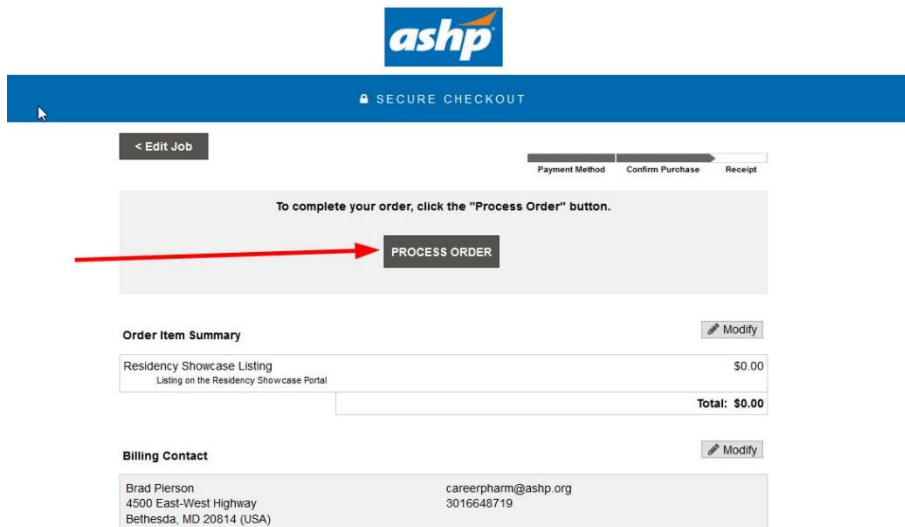 ashp
SECURE CHECKOUT
< Edit Job
Payment Method Confirm Purchase Receipt
To complete your order, click the "Process Order" button.
PROCESS ORDER
Order Item Summary Modify
Residency Showcase Listing $0.00
Listing on the Residency Showcase Portal
Total: $0.00
Billing Contact Modify
Brad Pierson careerpharm@ashp.org
4500 East-West Highway 3016648719
Bethesda, MD 20814 (USA)